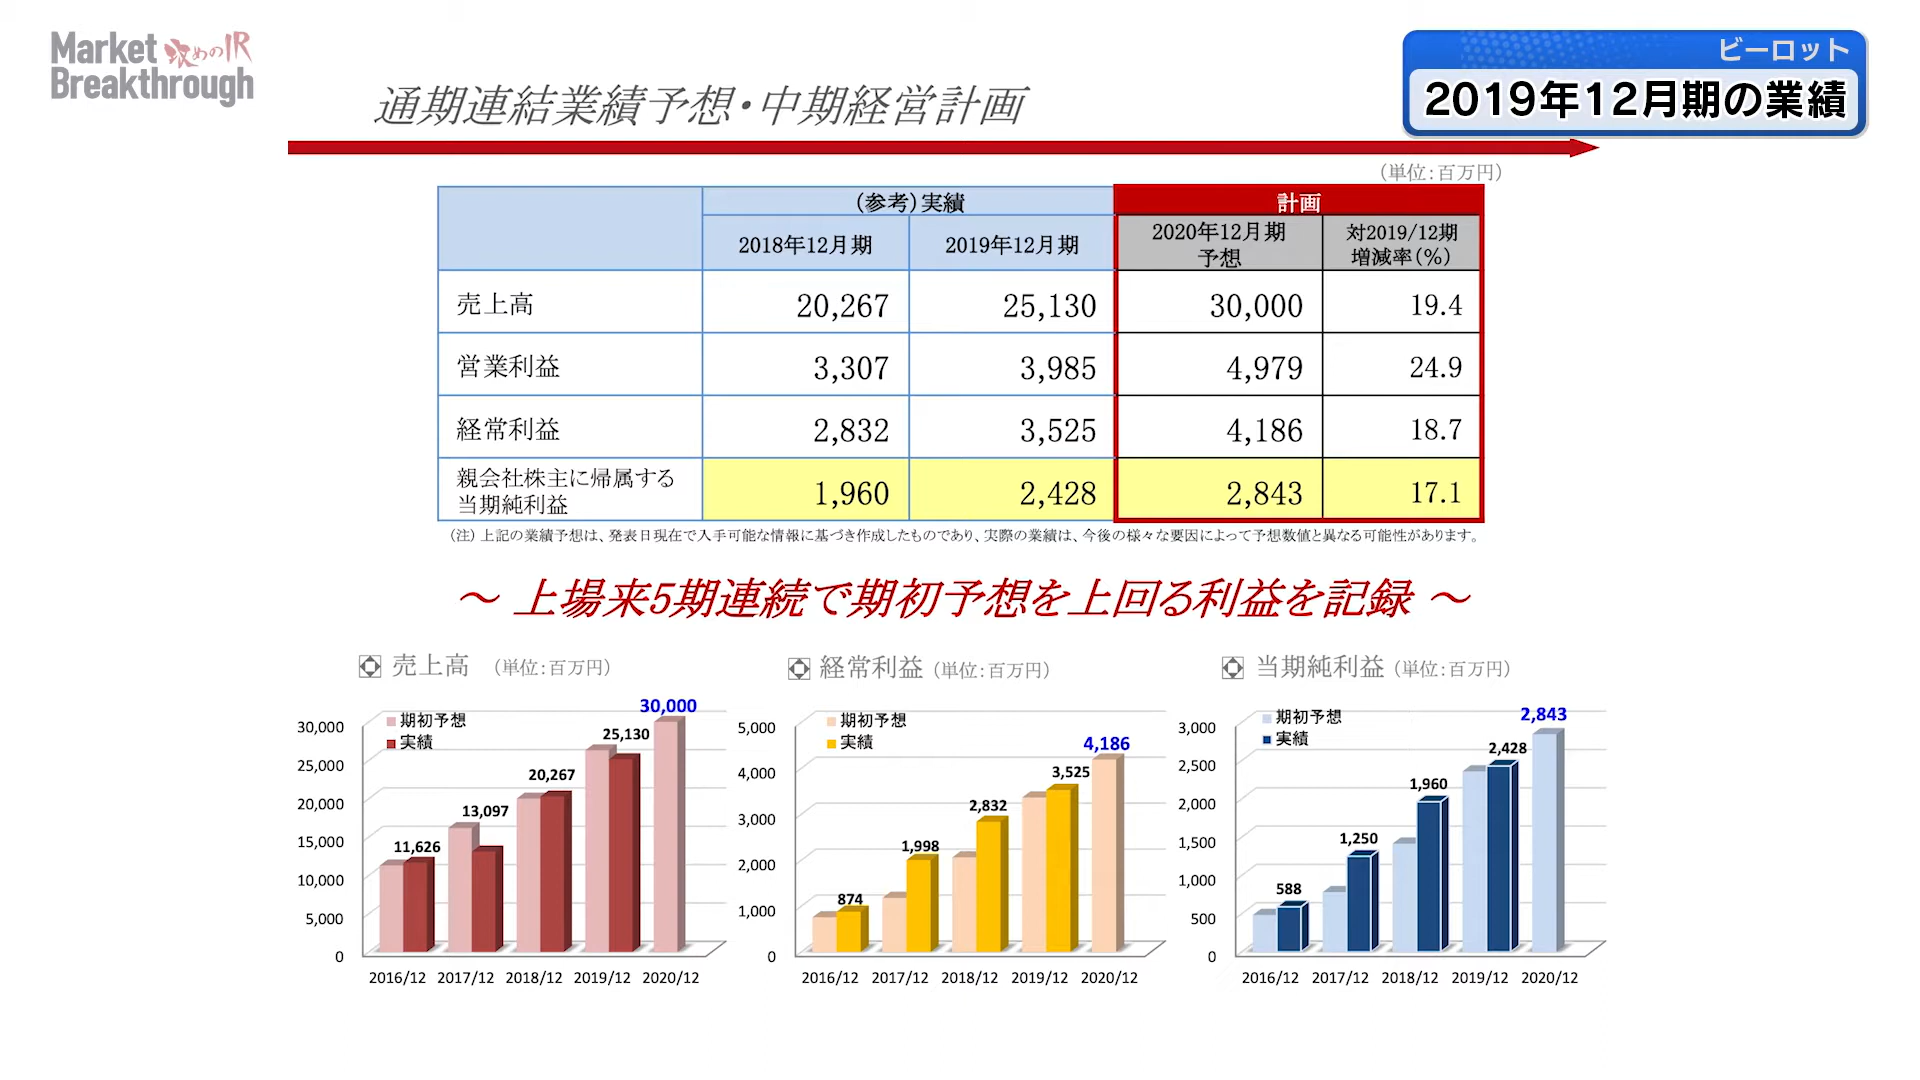 Market 攻めのIR
Breakthrough
ビーロット
2019年12月期の業績
通期連結業績予想・中期経営計画
（単位：百万円）
（参考）実績 計画
2018年12月期 2019年12月期 2020年12月期 予想 対2019/12期 増減率(%)
売上高 20,267 25,130 30,000 19.4
営業利益 3,307 3,985 4,979 24.9
経常利益 2,832 3,525 4,186 18.7
親会社株主に帰属する
当期純利益 1,960 2,428 2,843 17.1
（注）上記の業績予想は、発表日現在で入手可能な情報に基づき作成したものであり、実際の業績は、今後の様々な要因によって予想数値と異なる可能性があります。
～ 上場来5期連続で期初予想を上回る利益を記録 ～
売上高 （単位：百万円）
期初予想
実績
30,000
25,000
20,000
15,000
10,000
5,000
0
11,626
13,097
20,267
25,130
30,000
2016/12 2017/12 2018/12 2019/12 2020/12
経常利益（単位：百万円）
期初予想
実績
5,000
4,000
3,000
2,000
1,000
0
874
1,998
2,832
3,525
4,186
2016/12 2017/12 2018/12 2019/12 2020/12
当期純利益（単位：百万円）
期初予想
実績
3,000
2,500
2,000
1,500
1,000
500
0
588
1,250
1,960
2,428
2,843
2016/12 2017/12 2018/12 2019/12 2020/12